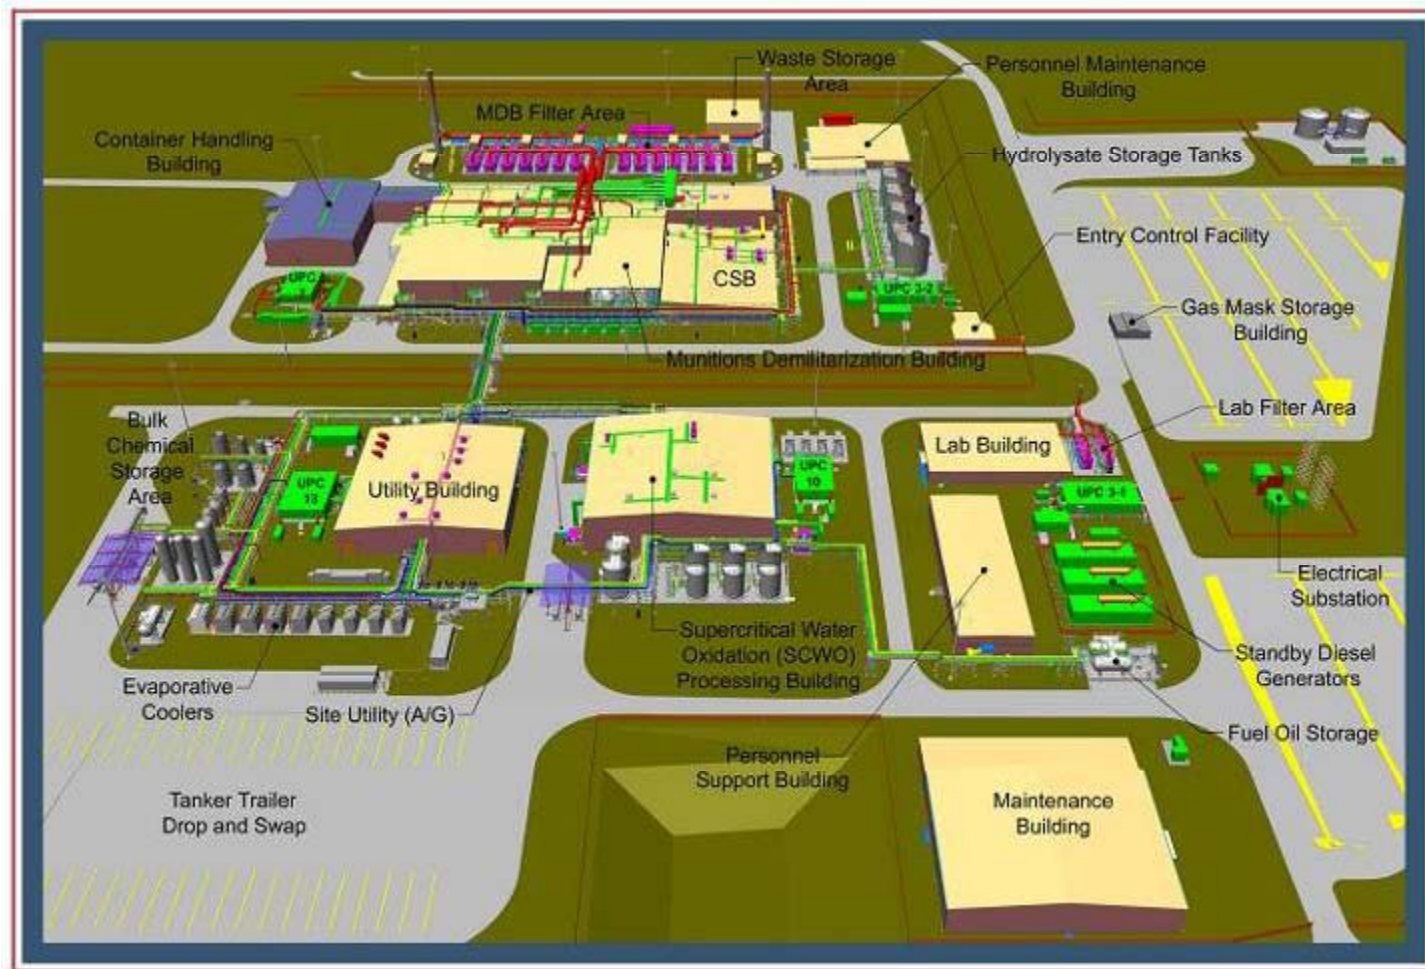 Waste Storage
Area
Personnel Maintenance
Building
MDB Filter Area
Container Handling
Building
Hydrolysate Storage Tanks
Entry Control Facility
UPC
CSB
UPC 3-2
Gas Mask Storage
Building
Munitions Demilitarization Building
Bulk
Chemical
Storage
Area
Lab Filter Area
Lab Building
UPC
13
Utility Building
UPC
10
UPC 3-1
Electrical
Substation
Supercritical Water
Oxidation (SCWO)
Processing Building
Standby Diesel
Generators
Evaporative
Coolers
Site Utility (A/G)
Fuel Oil Storage
Personnel
Support Building
Tanker Trailer
Drop and Swap
Maintenance
Building